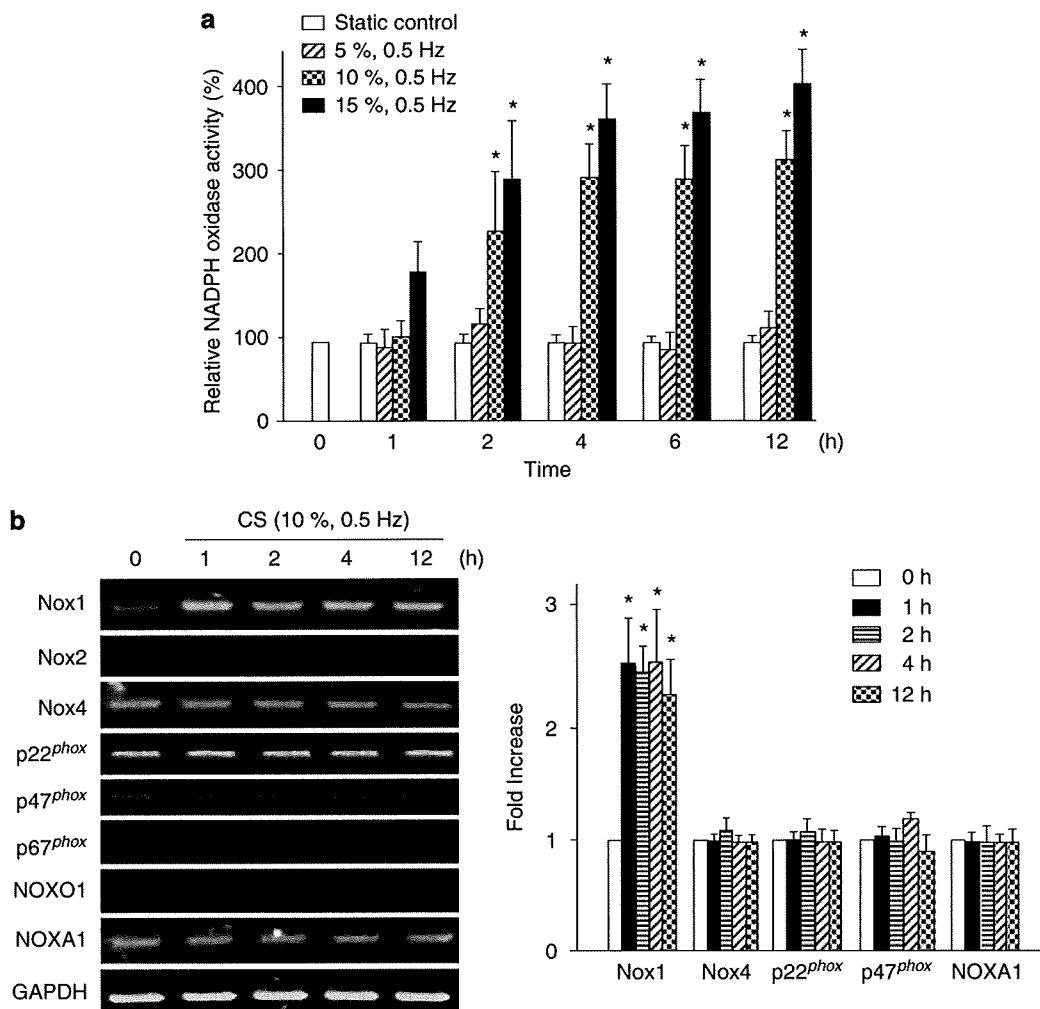 a
Static control
5 %, 0.5 Hz
10 %, 0.5 Hz
15 %, 0.5 Hz
Relative NADPH oxidase activity (%)
400
300
200
100
0
* * * * * * * *
0 1 2 4 6 12 (h)
Time
b
CS (10 %, 0.5 Hz)
0 1 2 4 12 (h)
Nox1
Nox2
Nox4
p22phox
p47phox
p67phox
NOXO1
NOXA1
GAPDH
0 h
1 h
2 h
4 h
12 h
Fold Increase
3
2
1
0
* * * *
Nox1 Nox4 p22phox p47phox NOXA1